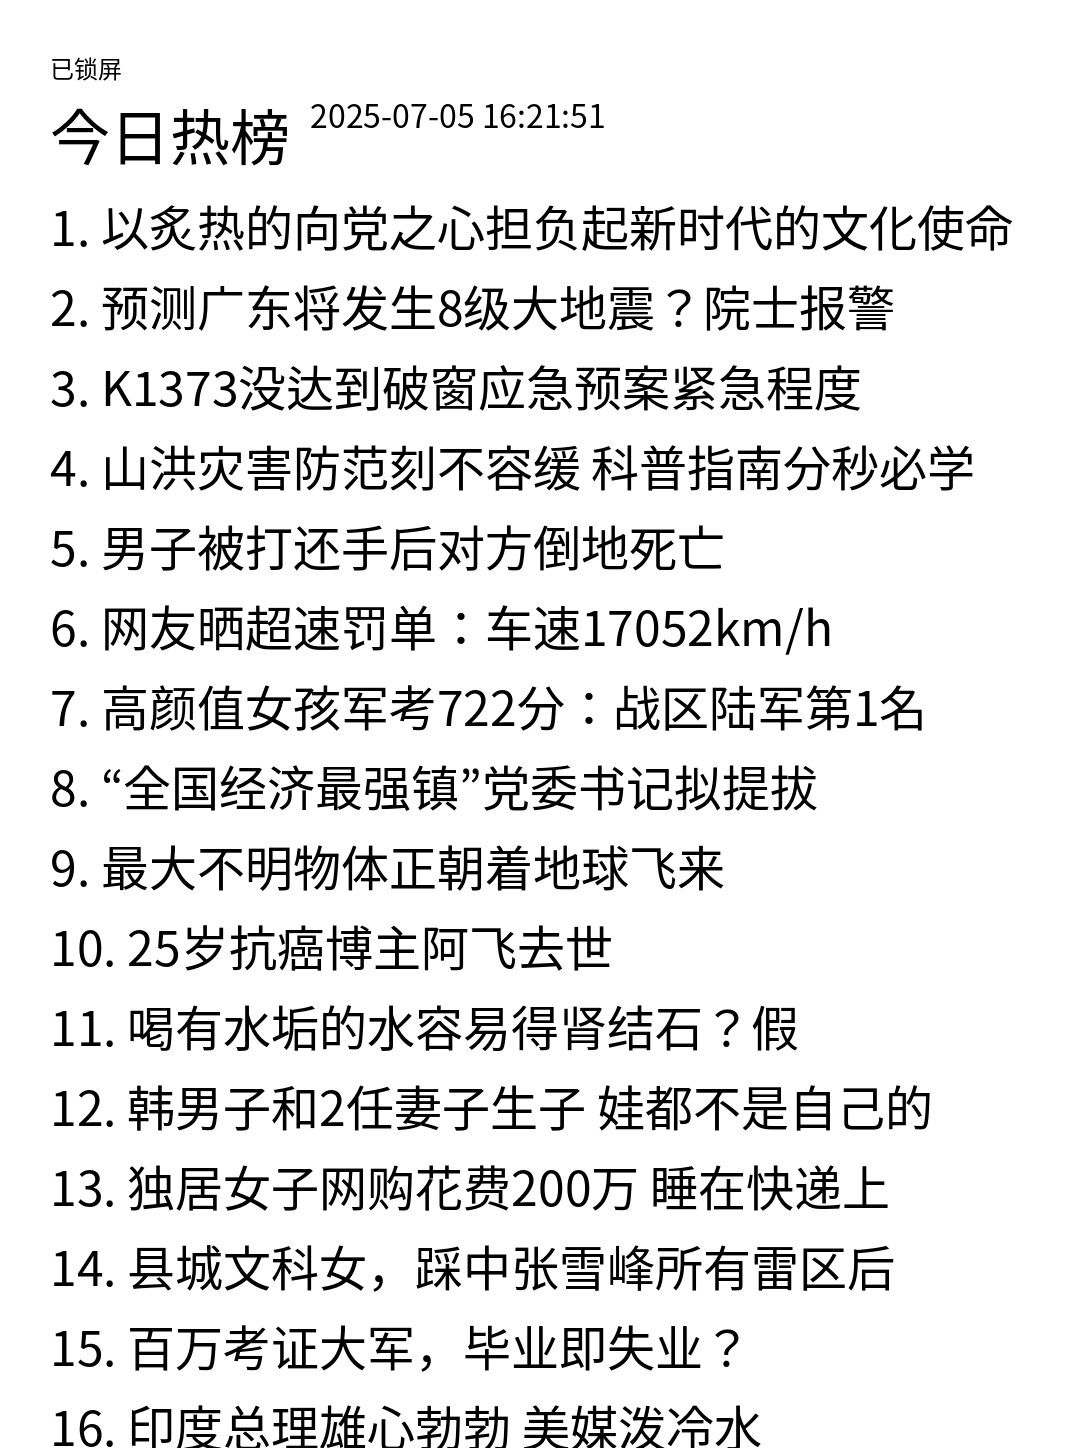 已锁屏
今日热榜 2025-07-05 16:21:51
1. 以炙热的向党之心担负起新时代的文化使命
2. 预测广东将发生8级大地震？院士报警
3. K1373没达到破窗应急预案紧急程度
4. 山洪灾害防范刻不容缓 科普指南分秒必学
5. 男子被打还手后对方倒地死亡
6. 网友晒超速罚单：车速17052km/h
7. 高颜值女孩军考722分：战区陆军第1名
8. “全国经济最强镇”党委书记拟提拔
9. 最大不明物体正朝着地球飞来
10. 25岁抗癌博主阿飞去世
11. 喝有水垢的水容易得肾结石？假
12. 韩男子和2任妻子生子 娃都不是自己的
13. 独居女子网购花费200万 睡在快递上
14. 县城文科女，踩中张雪峰所有雷区后
15. 百万考证大军，毕业即失业？
16. 印度总理雄心勃勃 美媒泼冷水